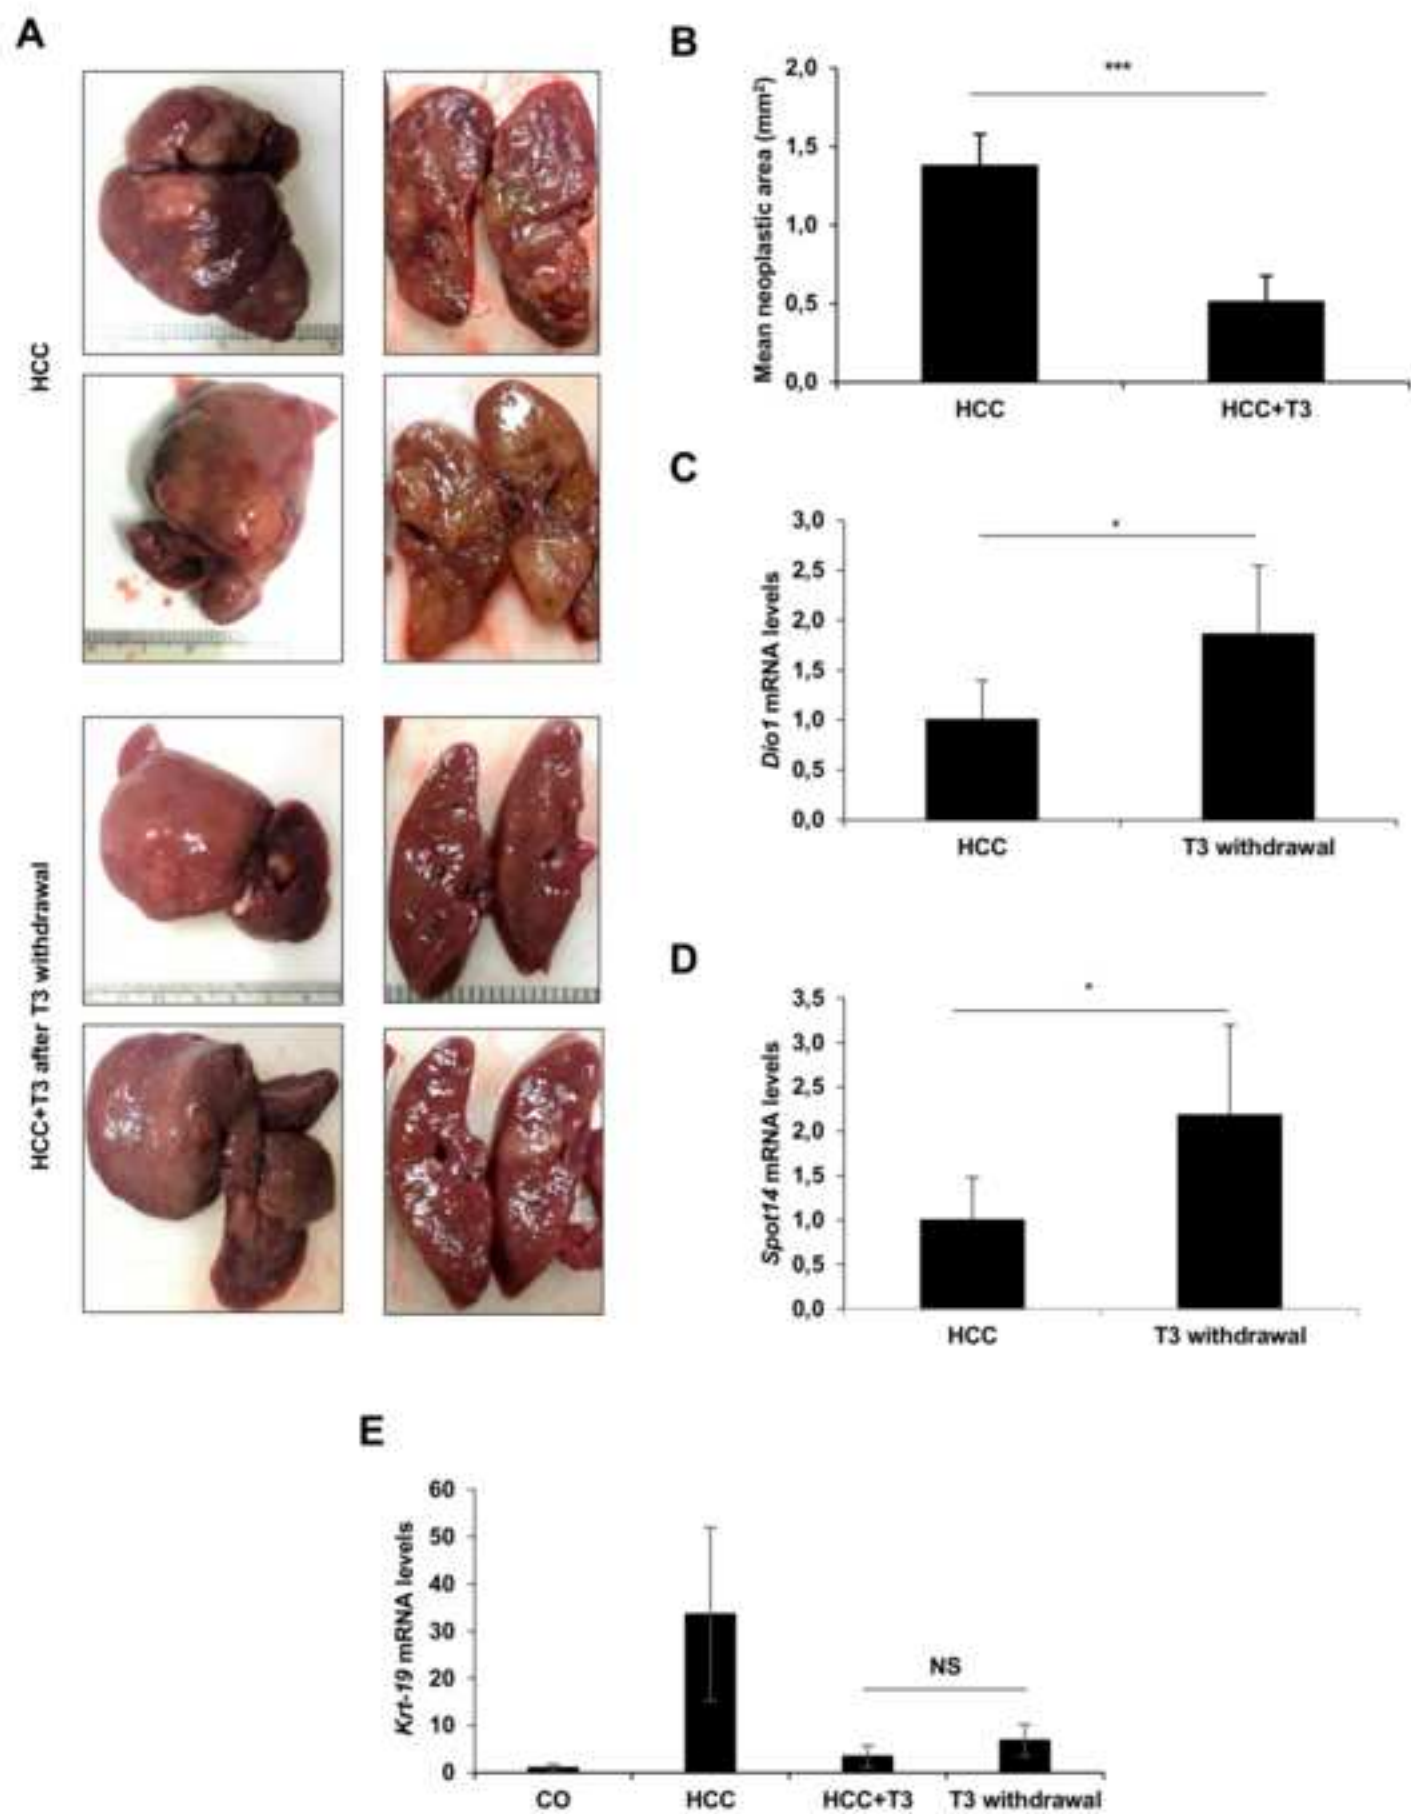 A
HCC
HCC+T3 after T3 withdrawal
B
Mean neoplastic area (mm²)
2,0
1,5
1,0
0,5
0,0
***
HCC
HCC+T3
C
Dio1 mRNA levels
3,0
2,5
2,0
1,5
1,0
0,5
0,0
*
HCC
T3 withdrawal
D
Spot14 mRNA levels
3,5
3,0
2,5
2,0
1,5
1,0
0,5
0,0
*
HCC
T3 withdrawal
E
Krt-19 mRNA levels
60
50
40
30
20
10
0
NS
CO
HCC
HCC+T3
T3 withdrawal